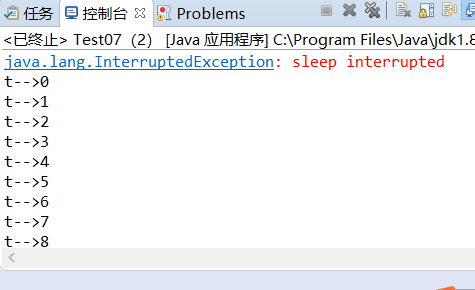 任务 控制台 Problems
<已终止> Test07（2） [Java 应用程序] C:\Program Files\Java\jdk1.8
java.lang.InterruptedException: sleep interrupted
t-->0
t-->1
t-->2
t-->3
t-->4
t-->5
t-->6
t-->7
t-->8